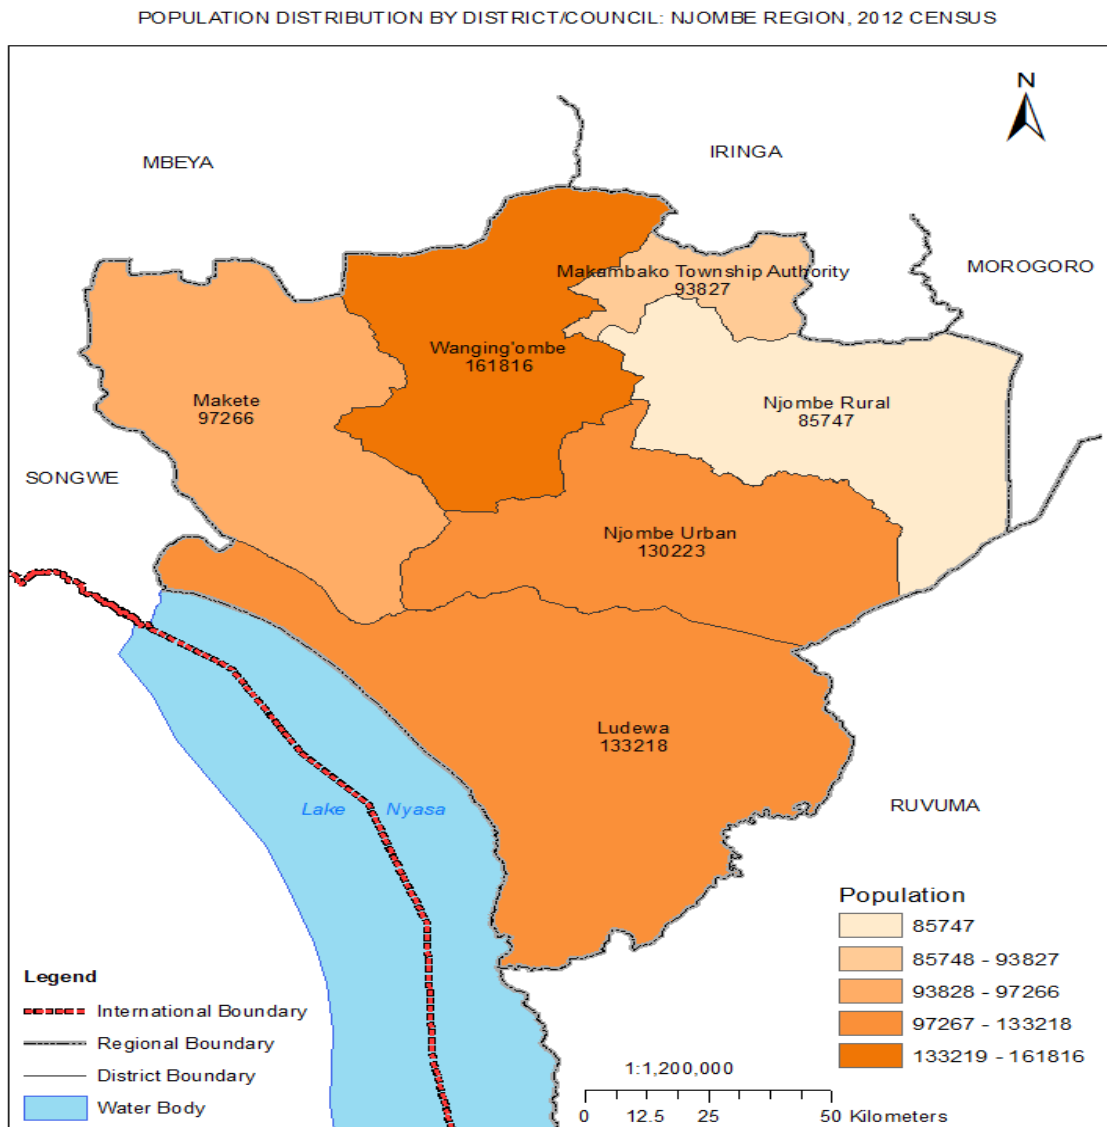 POPULATION DISTRIBUTION BY DISTRICT/COUNCIL: NJOMBE REGION, 2012 CENSUS
N
MBEYA
IRINGA
MOROGORO
Makambako Township Authority
93827
Wanging'ombe
161816
Makete
97266
Njombe Rural
85747
SONGWE
Njombe Urban
130223
Ludewa
133218
Lake Nyasa
RUVUMA
Population
85747
85748 - 93827
93828 - 97266
97267 - 133218
133219 - 161816
Legend
International Boundary
Regional Boundary
District Boundary
Water Body
1:1,200,000
0 12.5 25 50 Kilometers